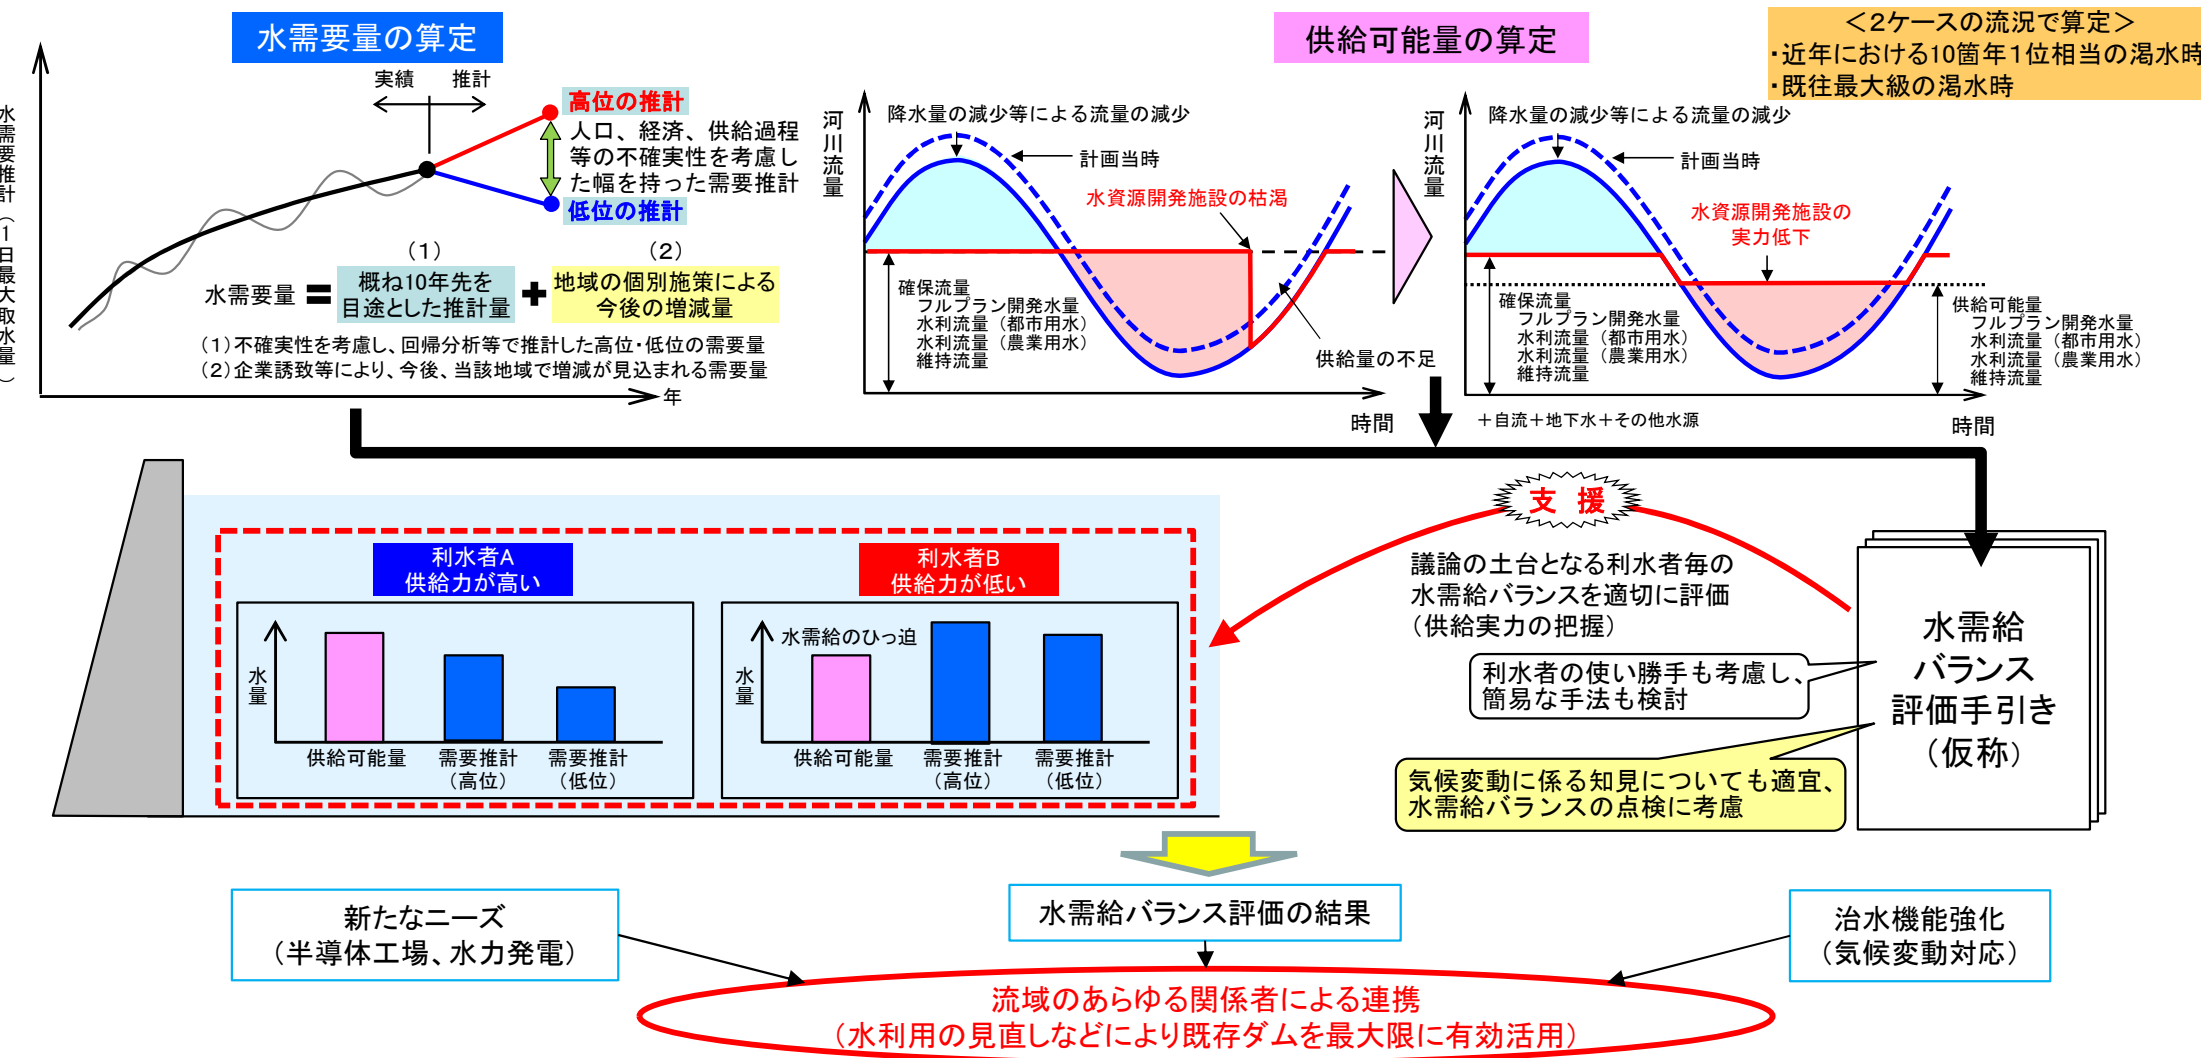 水需要量の算定
供給可能量の算定
＜2ケースの流況で算定＞
・近年における10箇年1位相当の渇水時
・既往最大級の渇水時
水需要推計（1日最大取水量）
実績
推計
高位の推計
人口、経済、供給過程
等の不確実性を考慮し
た幅を持った需要推計
低位の推計
（1）
（2）
水需要量
＝
概ね10年先を
目途とした推計量
＋
地域の個別施策による
今後の増減量
（1）不確実性を考慮し、回帰分析等で推計した高位・低位の需要量
（2）企業誘致等により、今後、当該地域で増減が見込まれる需要量
年
河川流量
降水量の減少等による流量の減少
計画当時
水資源開発施設の枯渇
確保流量
フルプラン開発水量
水利流量（都市用水）
水利流量（農業用水）
維持流量
供給量の不足
時間
河川流量
降水量の減少等による流量の減少
計画当時
水資源開発施設の
実力低下
確保流量
フルプラン開発水量
水利流量（都市用水）
水利流量（農業用水）
維持流量
供給可能量
フルプラン開発水量
水利流量（都市用水）
水利流量（農業用水）
維持流量
＋自流＋地下水＋その他水源
時間
利水者A
供給力が高い
水量
供給可能量
需要推計
（高位）
需要推計
（低位）
利水者B
供給力が低い
水需給のひっ迫
水量
供給可能量
需要推計
（高位）
需要推計
（低位）
支 援
議論の土台となる利水者毎の
水需給バランスを適切に評価
（供給実力の把握）
利水者の使い勝手も考慮し、
簡易な手法も検討
気候変動に係る知見についても適宜、
水需給バランスの点検に考慮
水需給
バランス
評価手引き
（仮称）
新たなニーズ
（半導体工場、水力発電）
水需給バランス評価の結果
治水機能強化
（気候変動対応）
流域のあらゆる関係者による連携
（水利用の見直しなどにより既存ダムを最大限に有効活用）